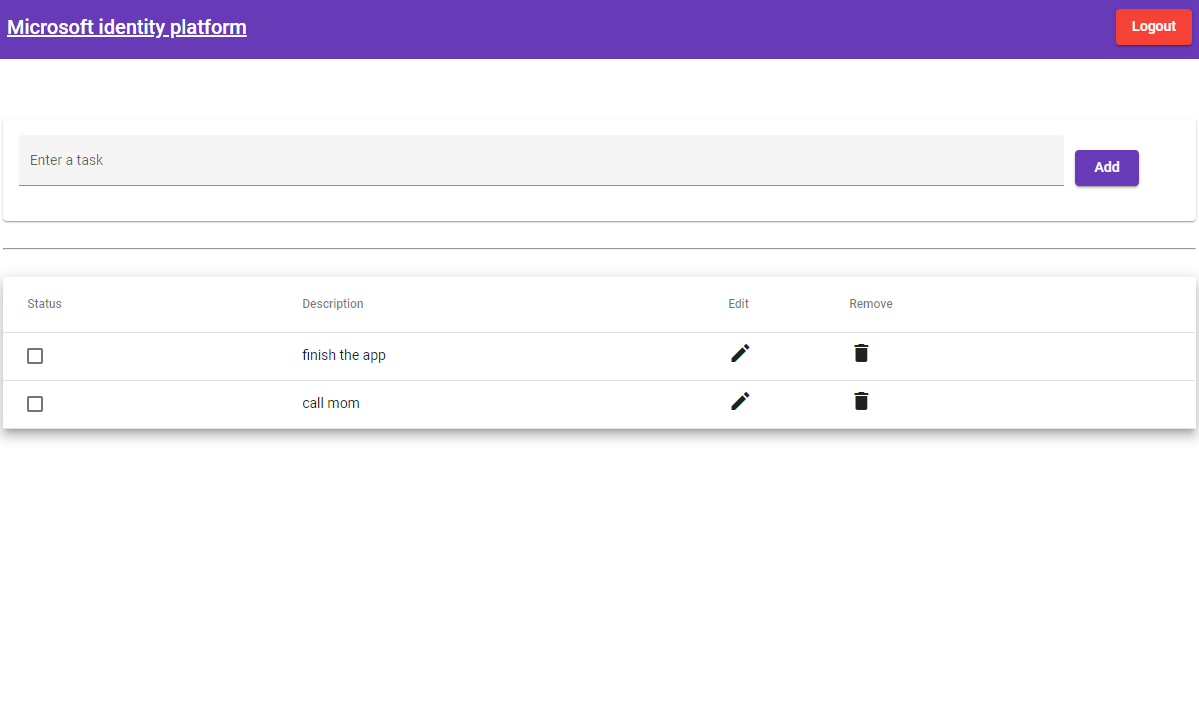 Microsoft identity platform Logout
Enter a task
Add
Status Description Edit Remove
finish the app
call mom